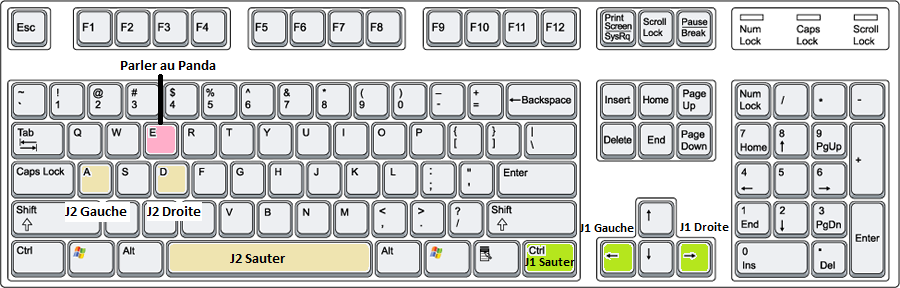 Esc F1 F2 F3 F4 F5 F6 F7 F8 F9 F10 F11 F12 Print Screen SysRq Scroll Lock Pause Break Num Lock Caps Lock Scroll Lock
Parler au Panda
~ ` ! 1 @ 2 # 3 $ 4 % 5 ^ 6 & 7 * 8 ( 9 ) 0 – - + = ←Backspace Insert Home Page Up Num Lock / * -
Tab Q W E R T Y U I O P { [ } ] | \ Delete End Page Down 7 Home 8 ↑ 9 PgUp +
Caps Lock A S D F G H J K L : ; " ' Enter 4 ← 5 6 →
Shift J2 Gauche J2 Droite V B N M < , > . ? / Shift ↑ 1 End 2 ↓ 3 PgDn Enter
J1 Gauche J1 Droite
Ctrl Alt J2 Sauter Alt Ctrl J1 Sauter ← ↓ → 0 Ins . Del